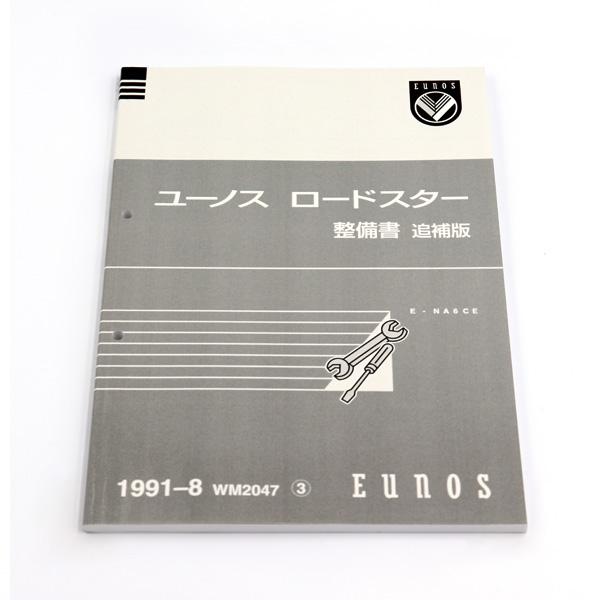 EUNOS
ユーノス ロードスター
整備書 追補版
E - NA6CE
1991-8 WM2047 ③ EUNOS